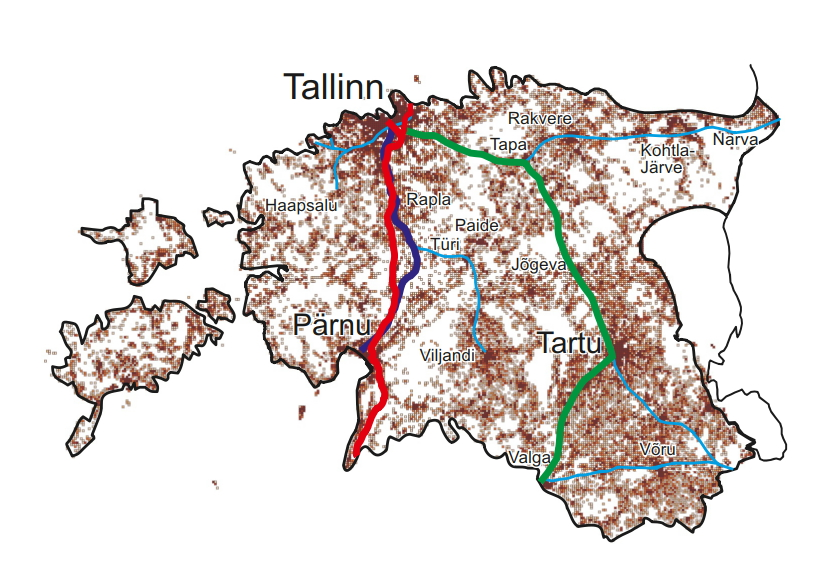 Tallinn
Rakvere
Tapa
Narva
Kohtla-
Järve
Haapsalu
Rapla
Paide
Türi
Jõgeva
Pärnu
Viljandi
Tartu
Valga
Võru